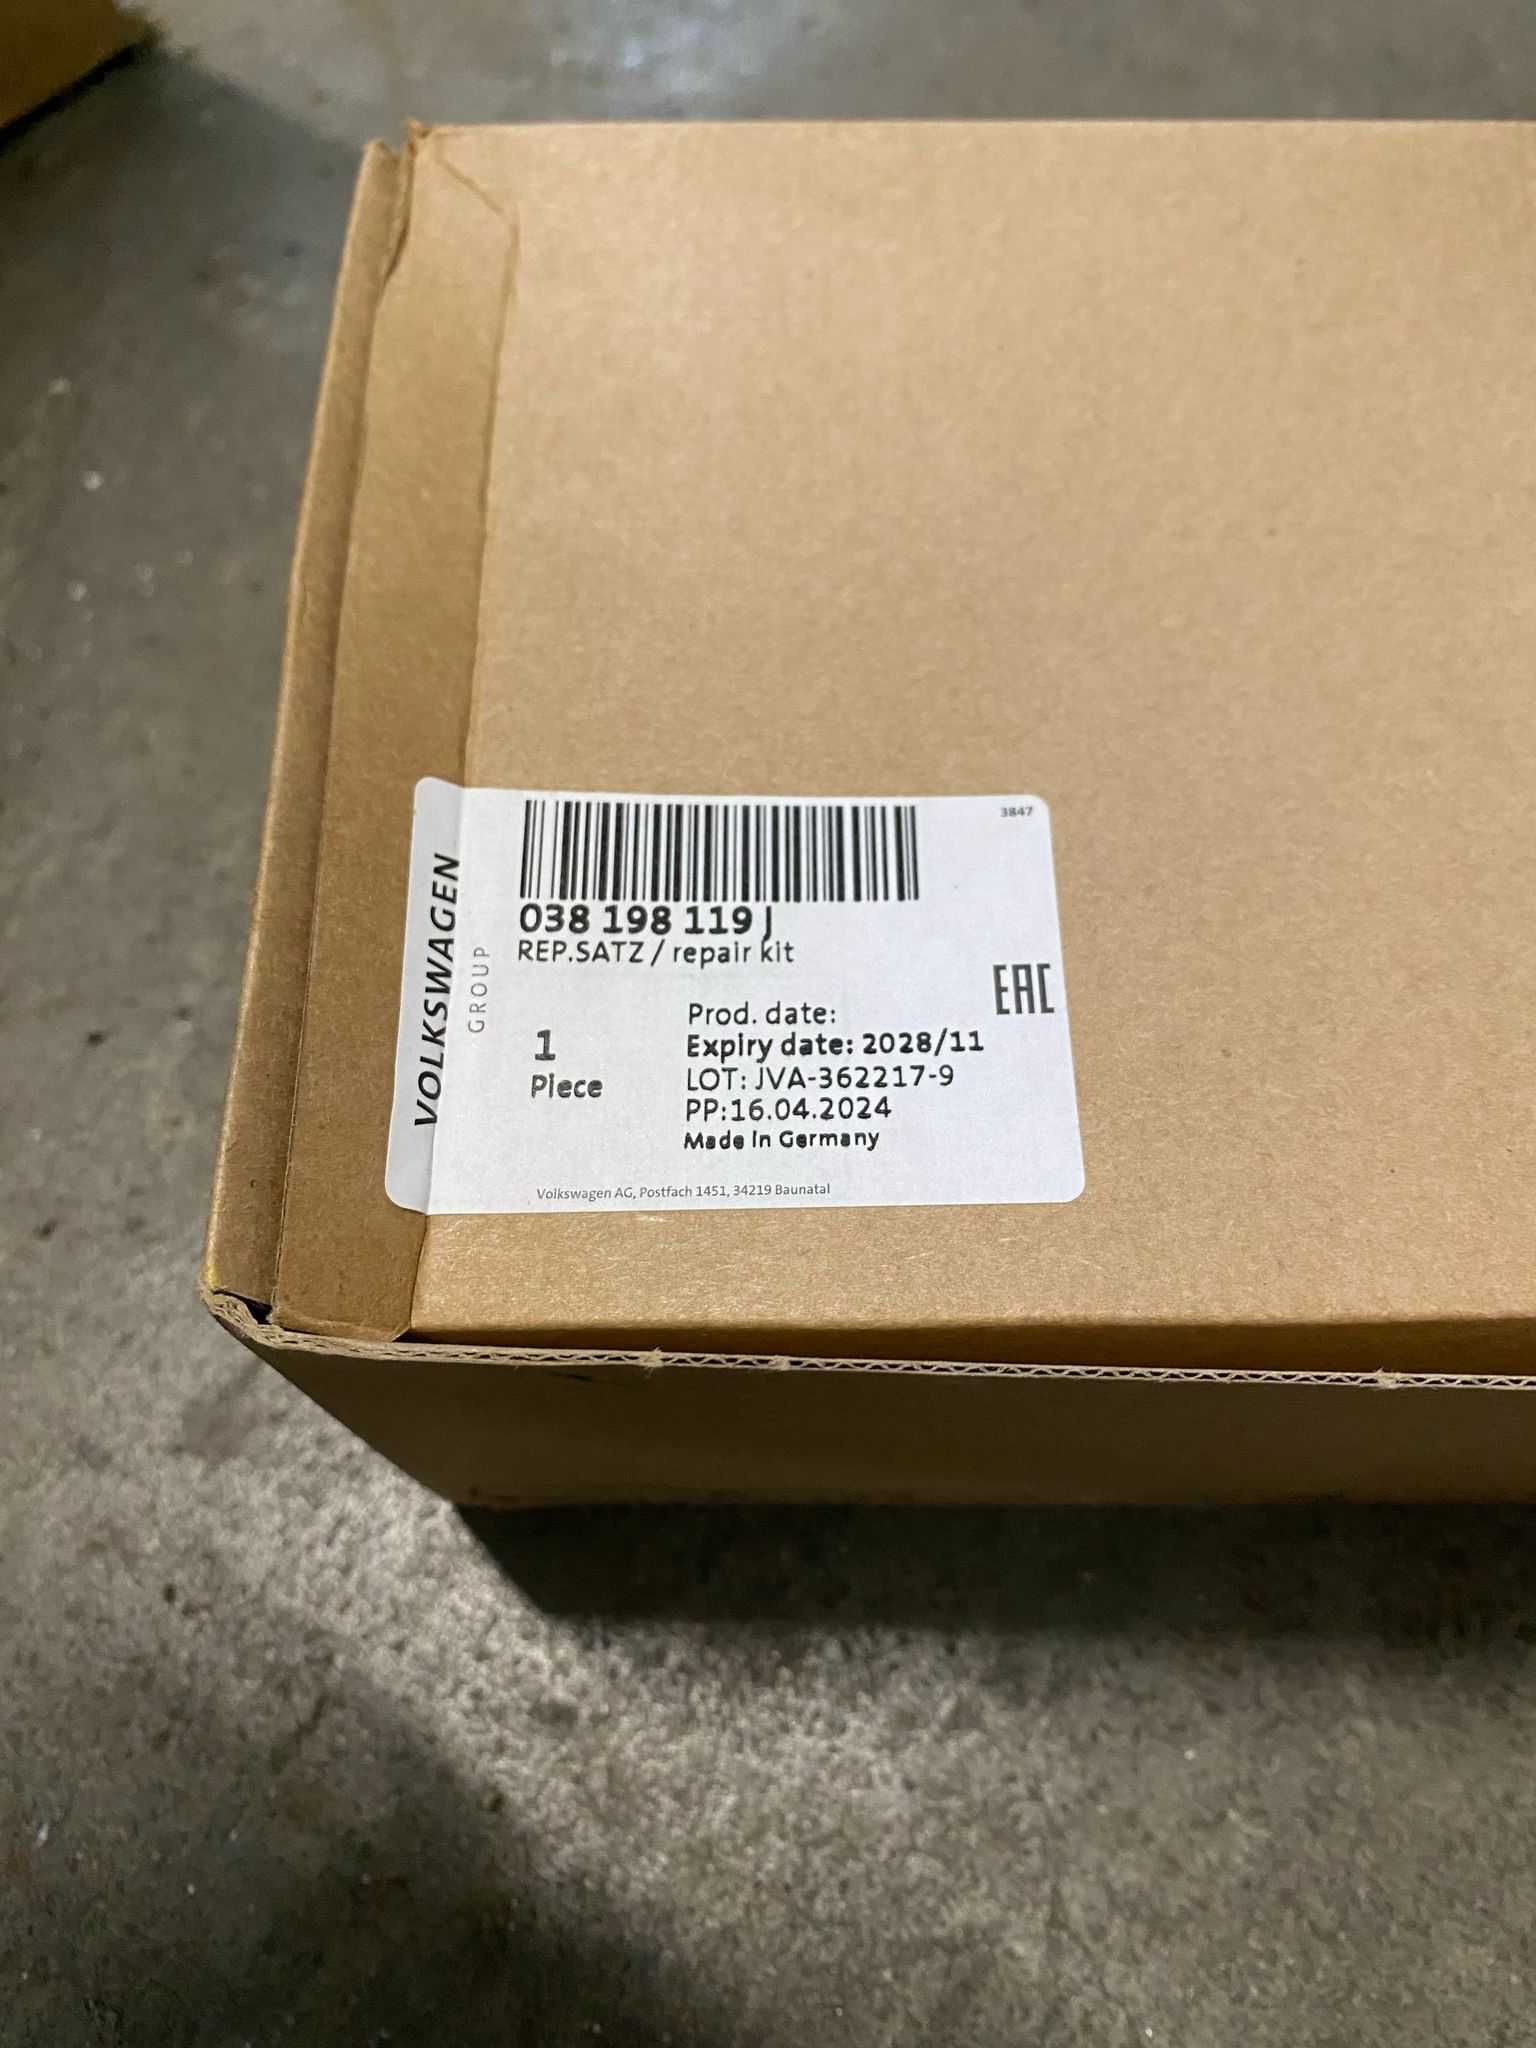 3847
038 198 119 J
REP.SATZ / repair kit
VOLKSWAGEN
GROUP
EAC
1
Piece
Prod. date:
Expiry date: 2028/11
LOT: JVA-362217-9
PP:16.04.2024
Made in Germany
Volkswagen AG, Postfach 1451, 34219 Baunatal